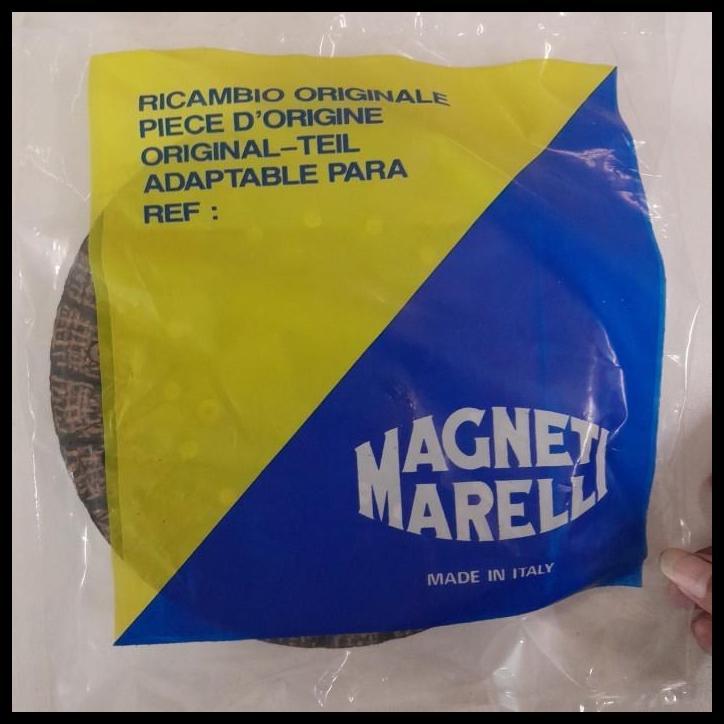 RICAMBIO ORIGINALE
PIECE D'ORIGINE
ORIGINAL-TEIL
ADAPTABLE PARA
REF :
MAGNETI
MARELLI
MADE IN ITALY